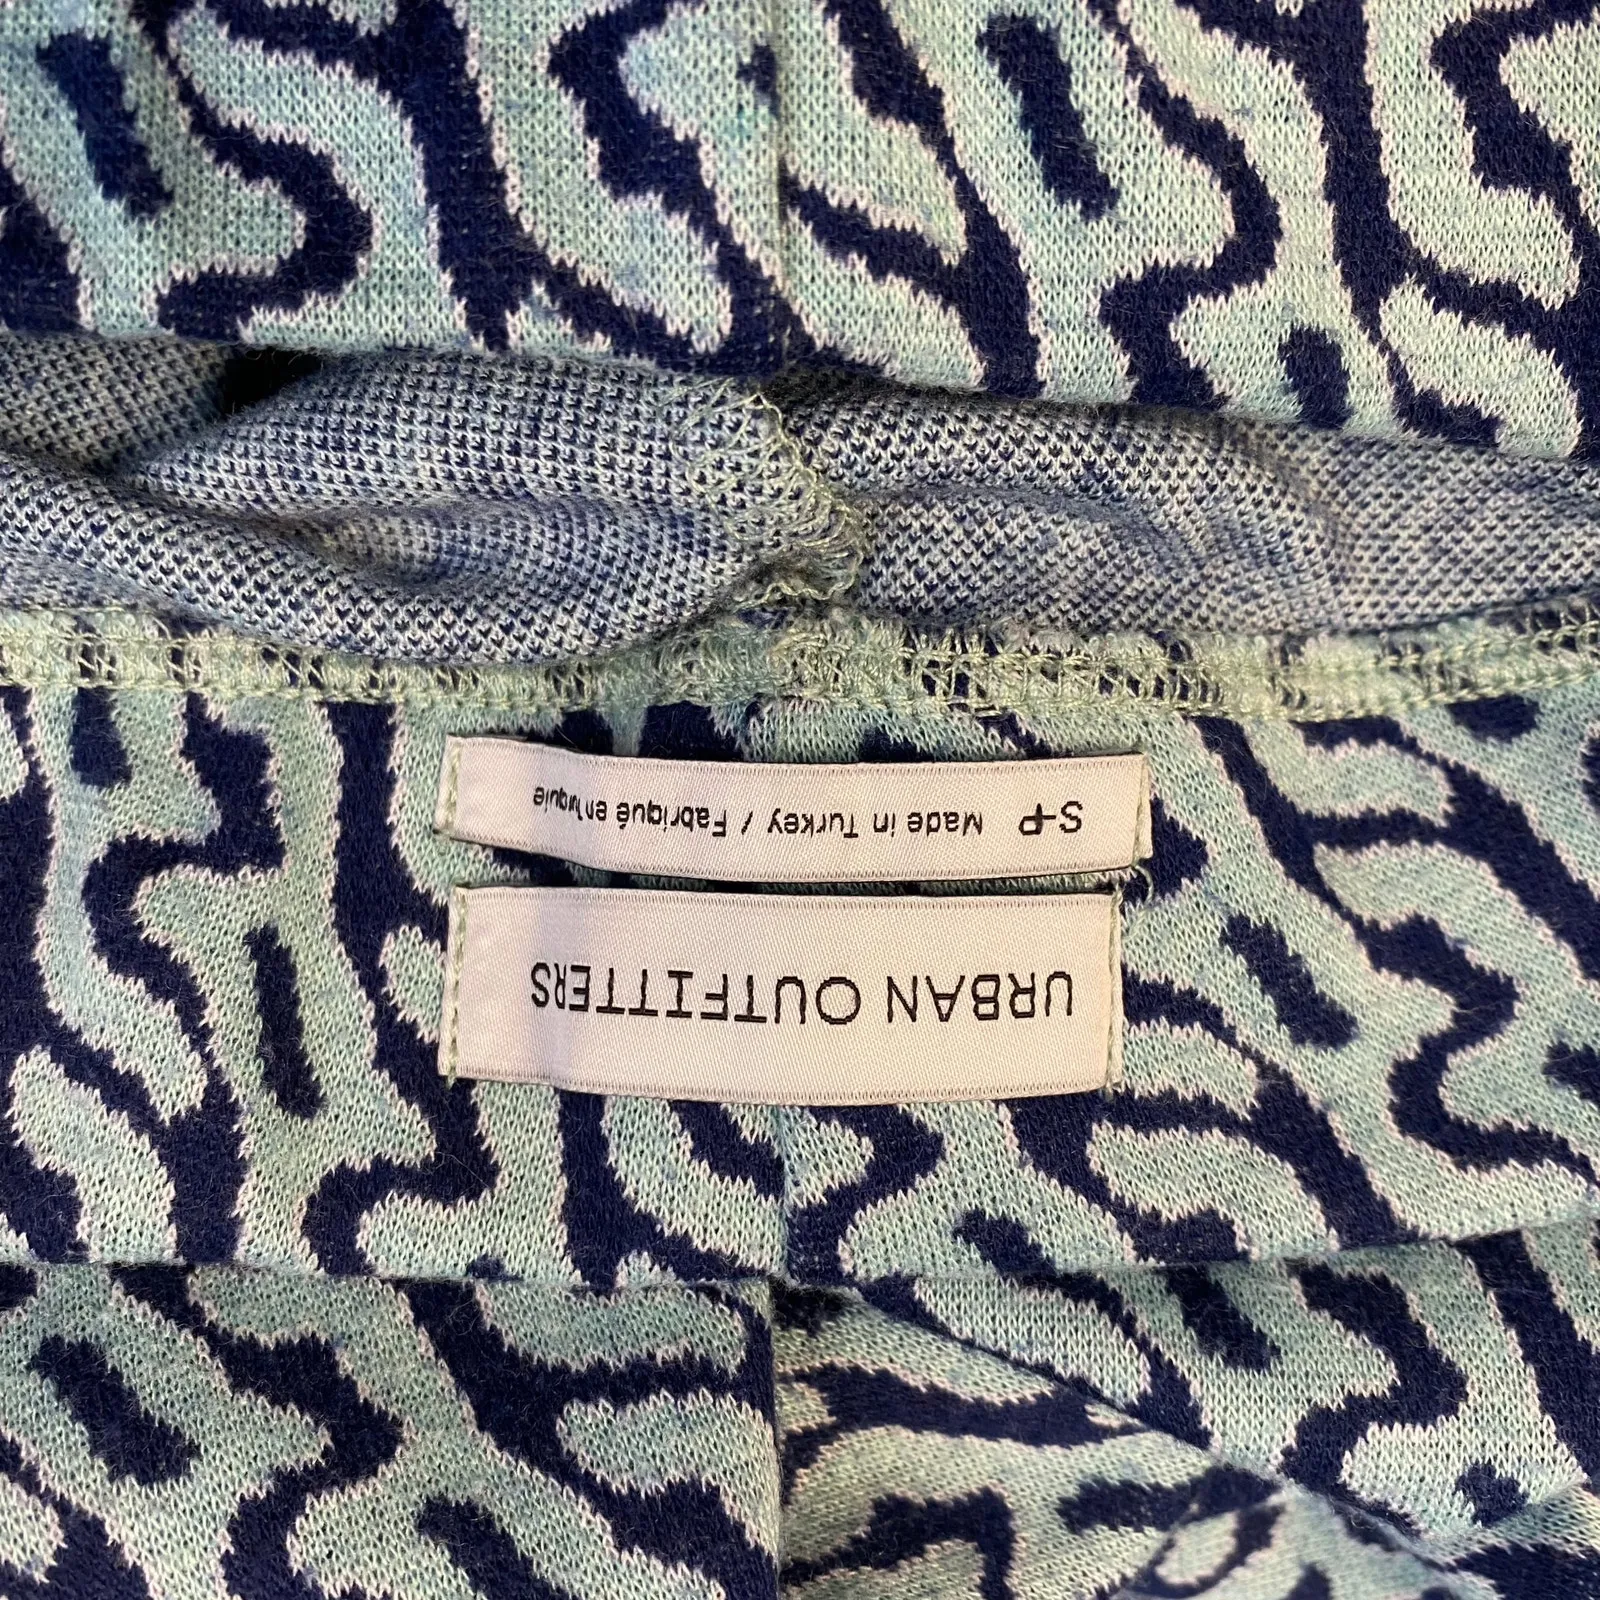 URBAN OUTFITTERS
S-P Made in Turkey / Fabriqué en Turquie